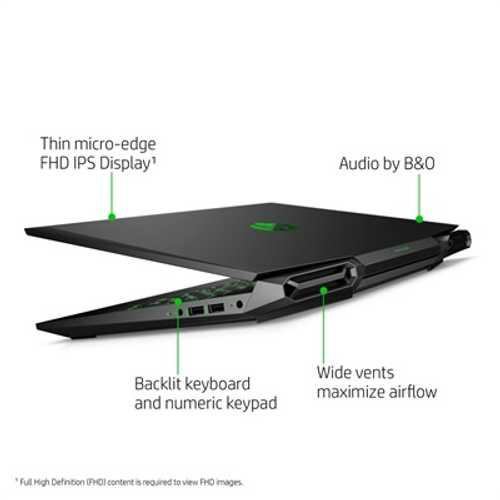 Thin micro-edge
FHD IPS Display¹
Audio by B&O
Backlit keyboard
and numeric keypad
Wide vents
maximize airflow
¹ Full High Definition (FHD) content is required to view FHD images.